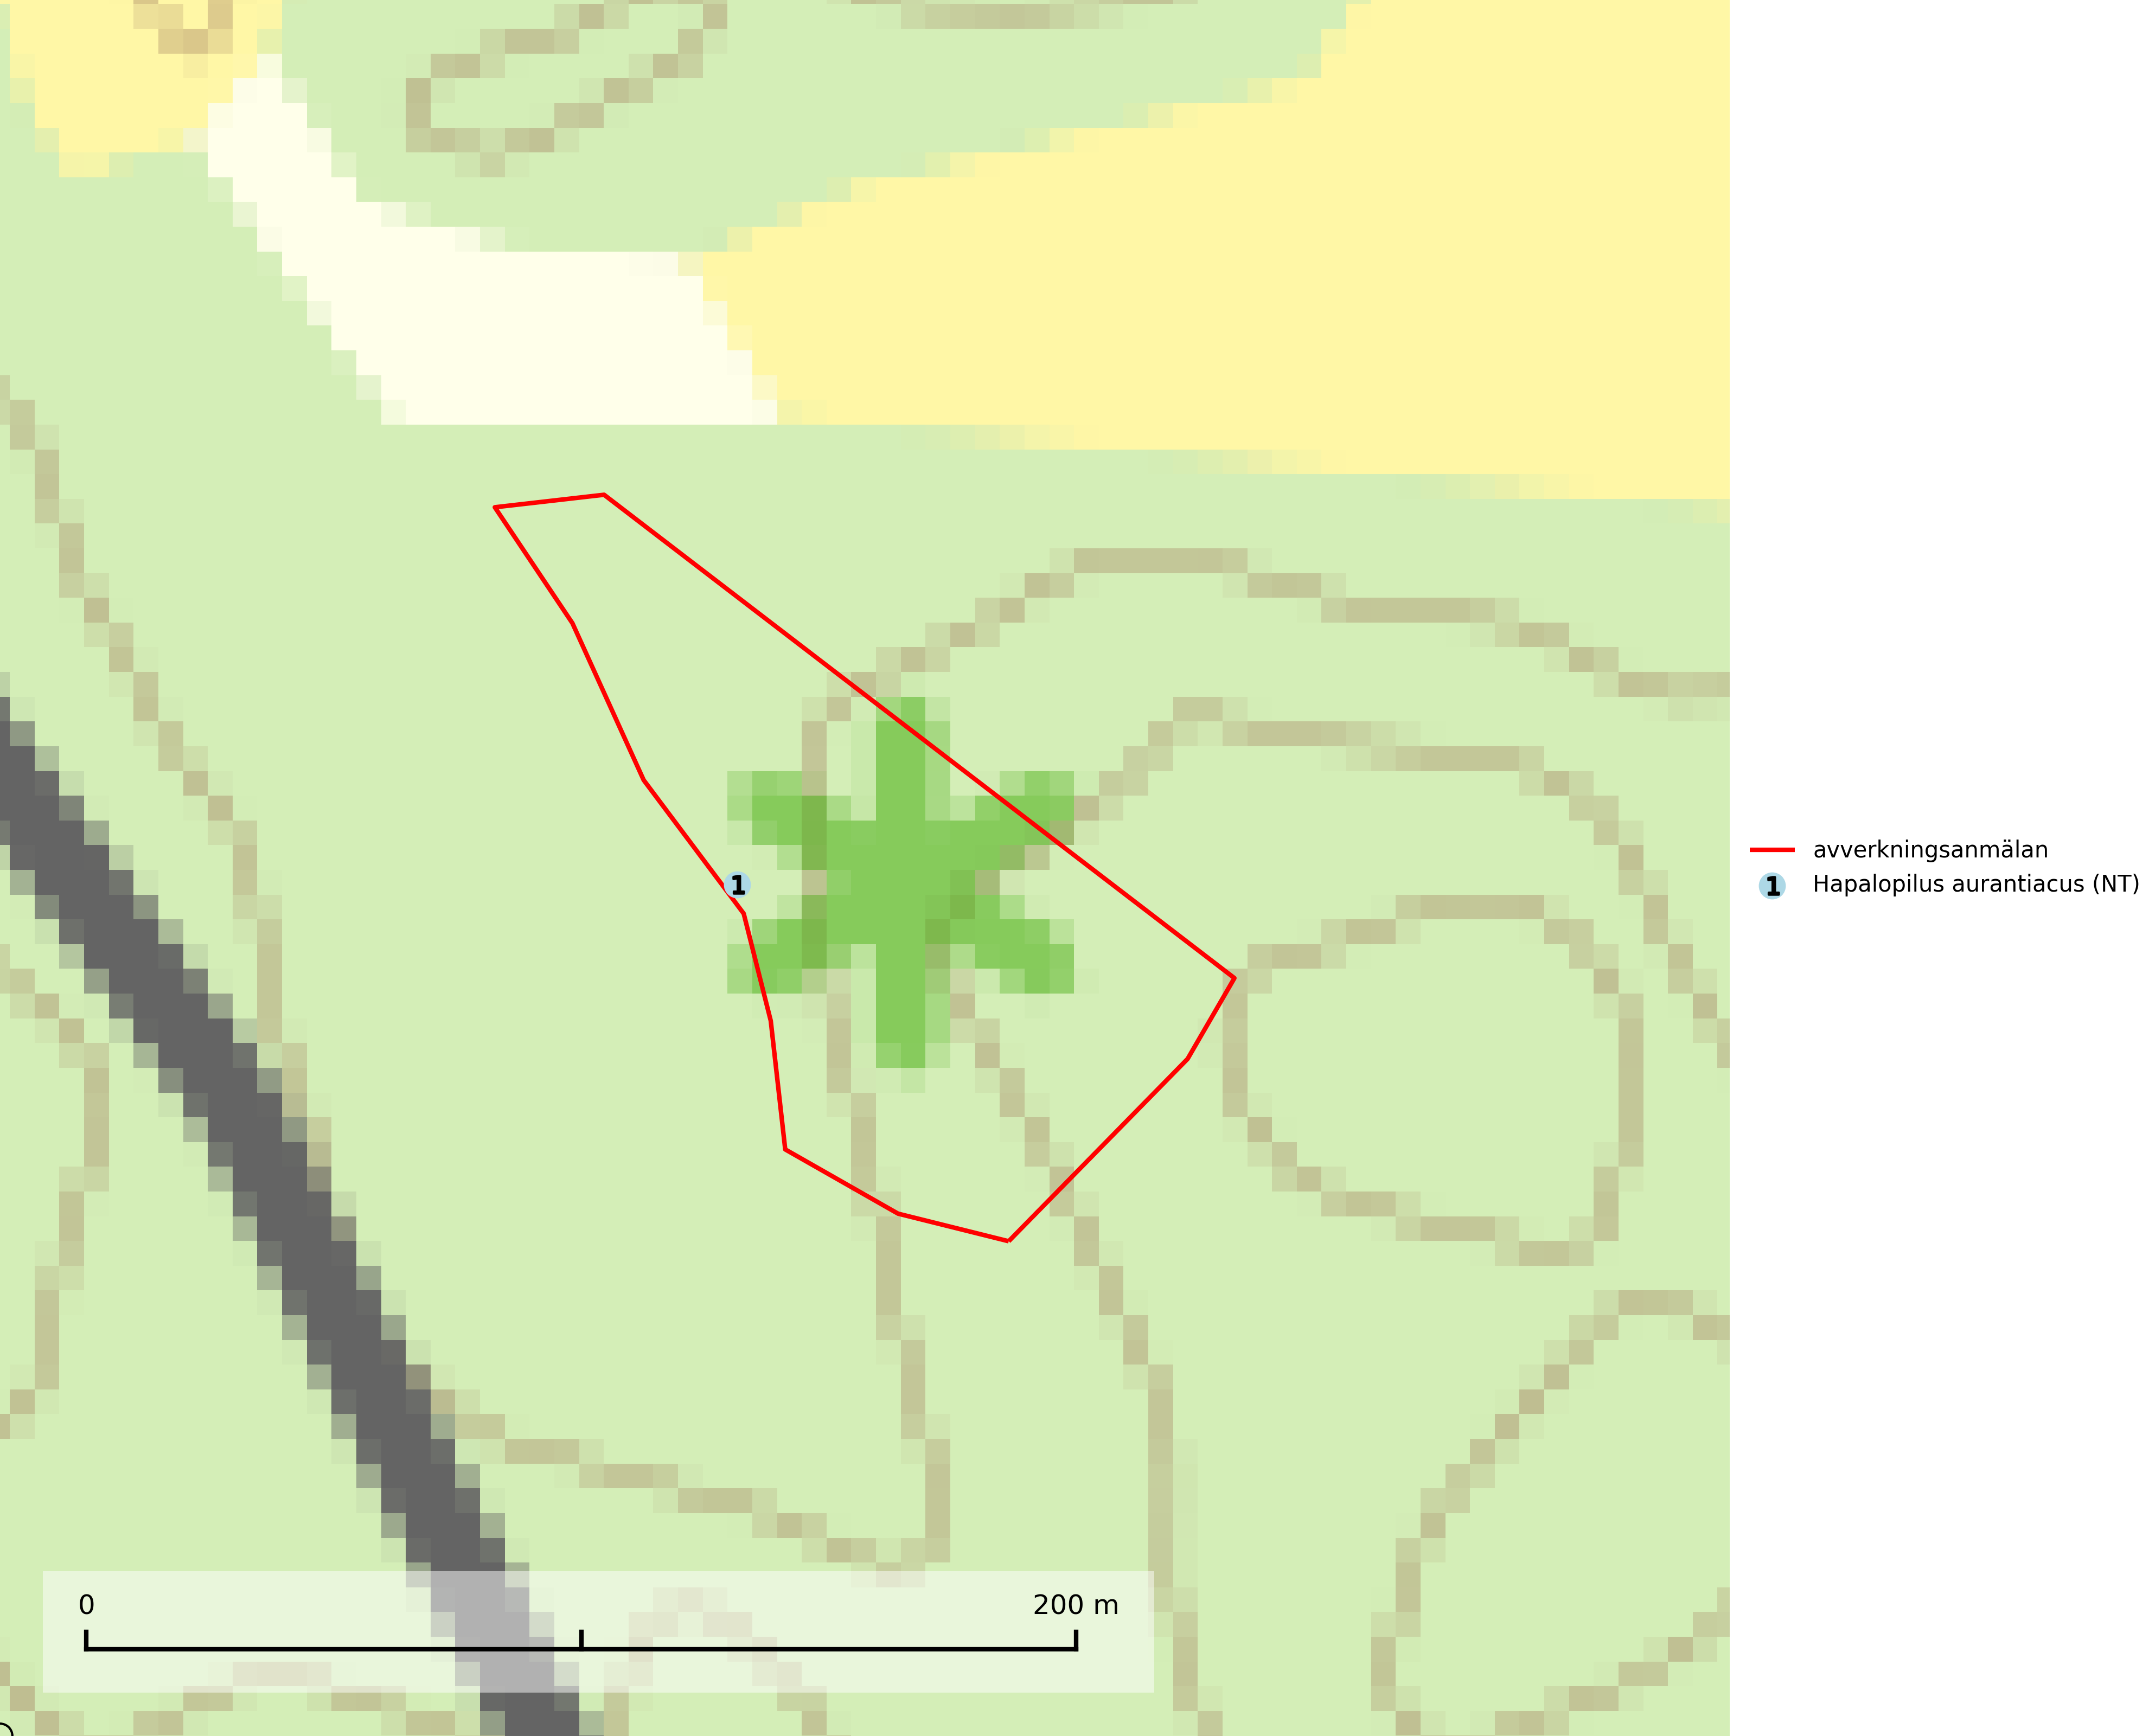 1
avverkningsanmälan
1 Hapalopilus aurantiacus (NT)
0 200 m